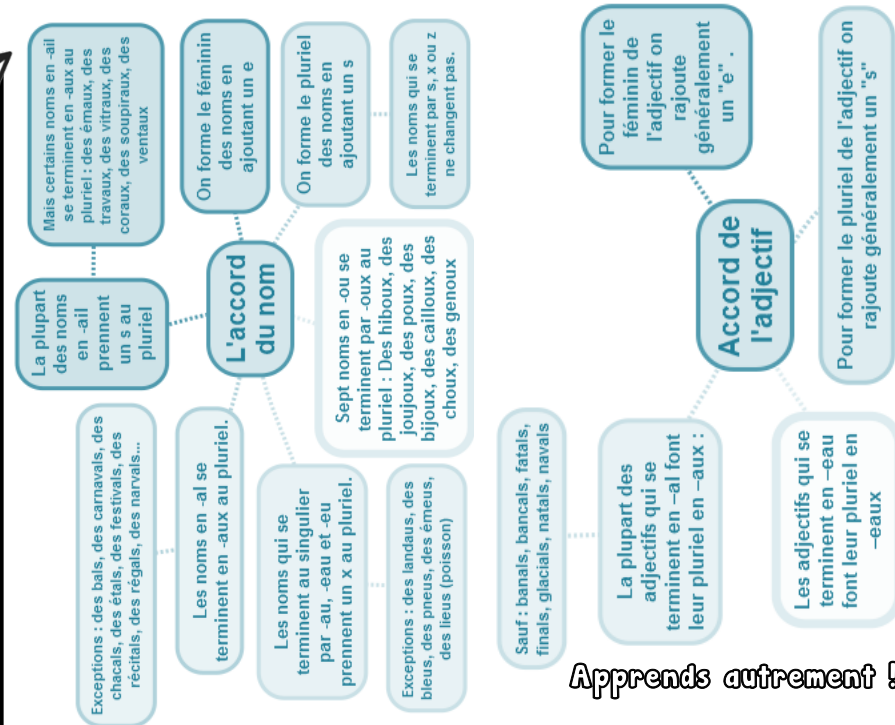 L'accord
du nom
La plupart
des noms
en -ail
prennent
un s au
pluriel
Mais certains noms en -ail
se terminent en -aux au
pluriel : des émaux, des
travaux, des vitraux, des
coraux, des soupiraux, des
ventaux
On forme le féminin
des noms en
ajoutant un e
On forme le pluriel
des noms en
ajoutant un s
Les noms qui se
terminent par s, x ou z
ne changent pas.
Sept noms en -ou se
terminent par -oux au
pluriel : Des hiboux, des
joujoux, des poux, des
bijoux, des cailloux, des
choux, des genoux
Les noms qui se
terminent au singulier
par -au, -eau et -eu
prennent un x au pluriel.
Exceptions : des landaus, des
bleus, des pneus, des émeus,
des lieus (poisson)
Les noms en -al se
terminent en -aux au pluriel.
Exceptions : des bals, des carnavals, des
chacals, des étals, des festivals, des
récitals, des régals, des narvals...
Accord de
l'adjectif
Pour former le
féminin de
l'adjectif on
rajoute
généralement
un "e" .
Pour former le pluriel de l'adjectif on
rajoute généralement un "s"
Les adjectifs qui se
terminent en –eau
font leur pluriel en
–eaux
La plupart des
adjectifs qui se
terminent en –al font
leur pluriel en –aux :
Sauf : banals, bancals, fatals,
finals, glacials, natals, navals
Apprends autrement !